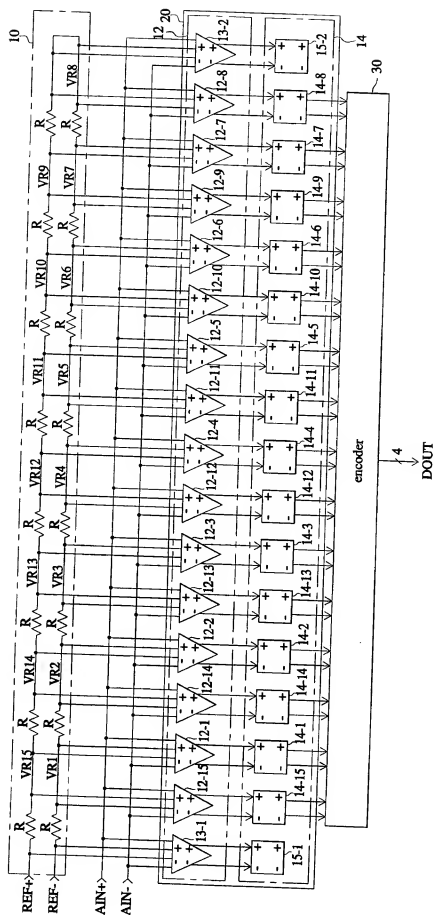 10
R R R R R R R R
REF+ VR15 VR14 VR13 VR12 VR11 VR10 VR9 VR8
R R R R R R R R
REF- VR1 VR2 VR3 VR4 VR5 VR6 VR7
AIN+
AIN-
20
12
13-1 12-15 12-1 12-14 12-2 12-13 12-3 12-12 12-4 12-11 12-5 12-10 12-6 12-9 12-7 12-8 13-2
14
15-1 14-15 14-1 14-14 14-2 14-13 14-3 14-12 14-4 14-11 14-5 14-10 14-6 14-9 14-7 14-8 15-2
encoder
30
4
DOUT